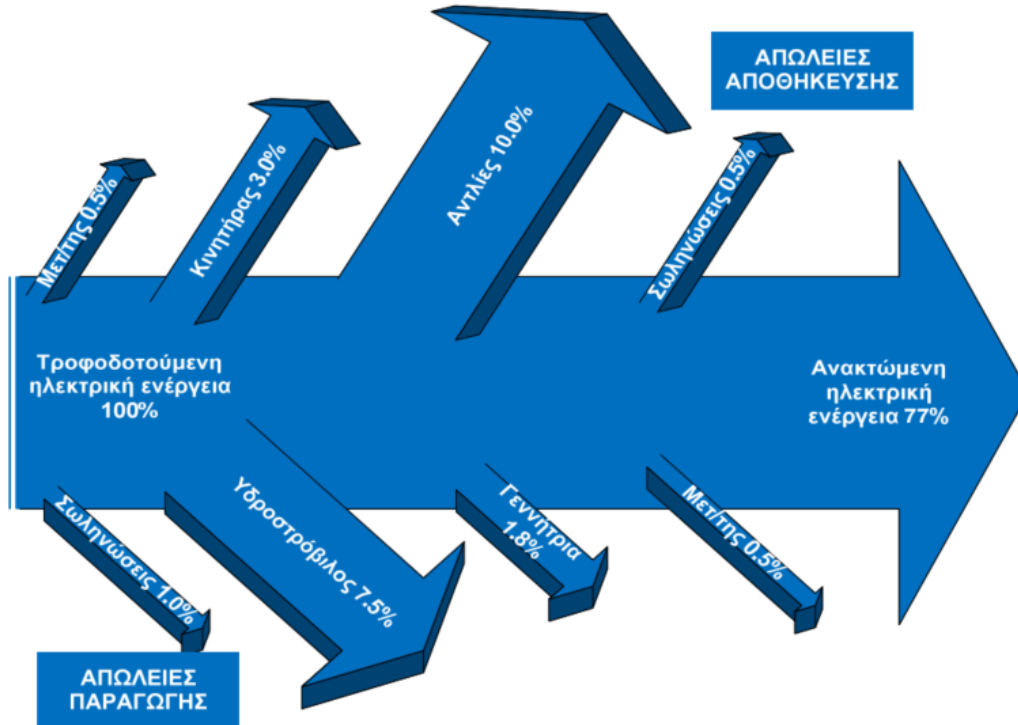 ΑΠΩΛΕΙΕΣ
ΑΠΟΘΗΚΕΥΣΗΣ
Μετ/της 0.5%
Κινητήρας 3.0%
Αντλίες 10.0%
Σωληνώσεις 0.5%
Τροφοδοτούμενη
ηλεκτρική ενέργεια
100%
Ανακτώμενη
ηλεκτρική
ενέργεια 77%
Σωληνώσεις 1.0%
Υδροστρόβιλος 7.5%
Γεννήτρια
1.8%
Μετ/της 0.5%
ΑΠΩΛΕΙΕΣ
ΠΑΡΑΓΩΓΗΣ